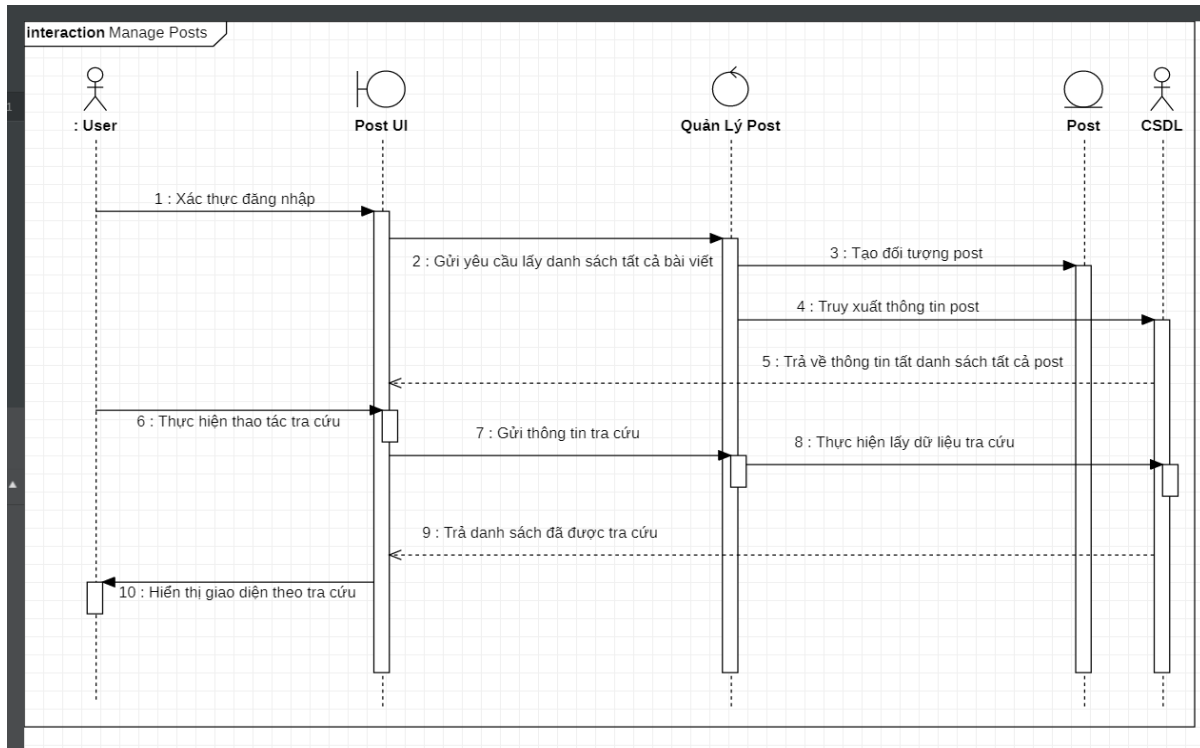 interaction Manage Posts
1
: User
Post UI
Quản Lý Post
Post
CSDL
1 : Xác thực đăng nhập
2 : Gửi yêu cầu lấy danh sách tất cả bài viết
3 : Tạo đối tượng post
4 : Truy xuất thông tin post
5 : Trả về thông tin tất danh sách tất cả post
6 : Thực hiện thao tác tra cứu
7 : Gửi thông tin tra cứu
8 : Thực hiện lấy dữ liệu tra cứu
9 : Trả danh sách đã được tra cứu
10 : Hiển thị giao diện theo tra cứu